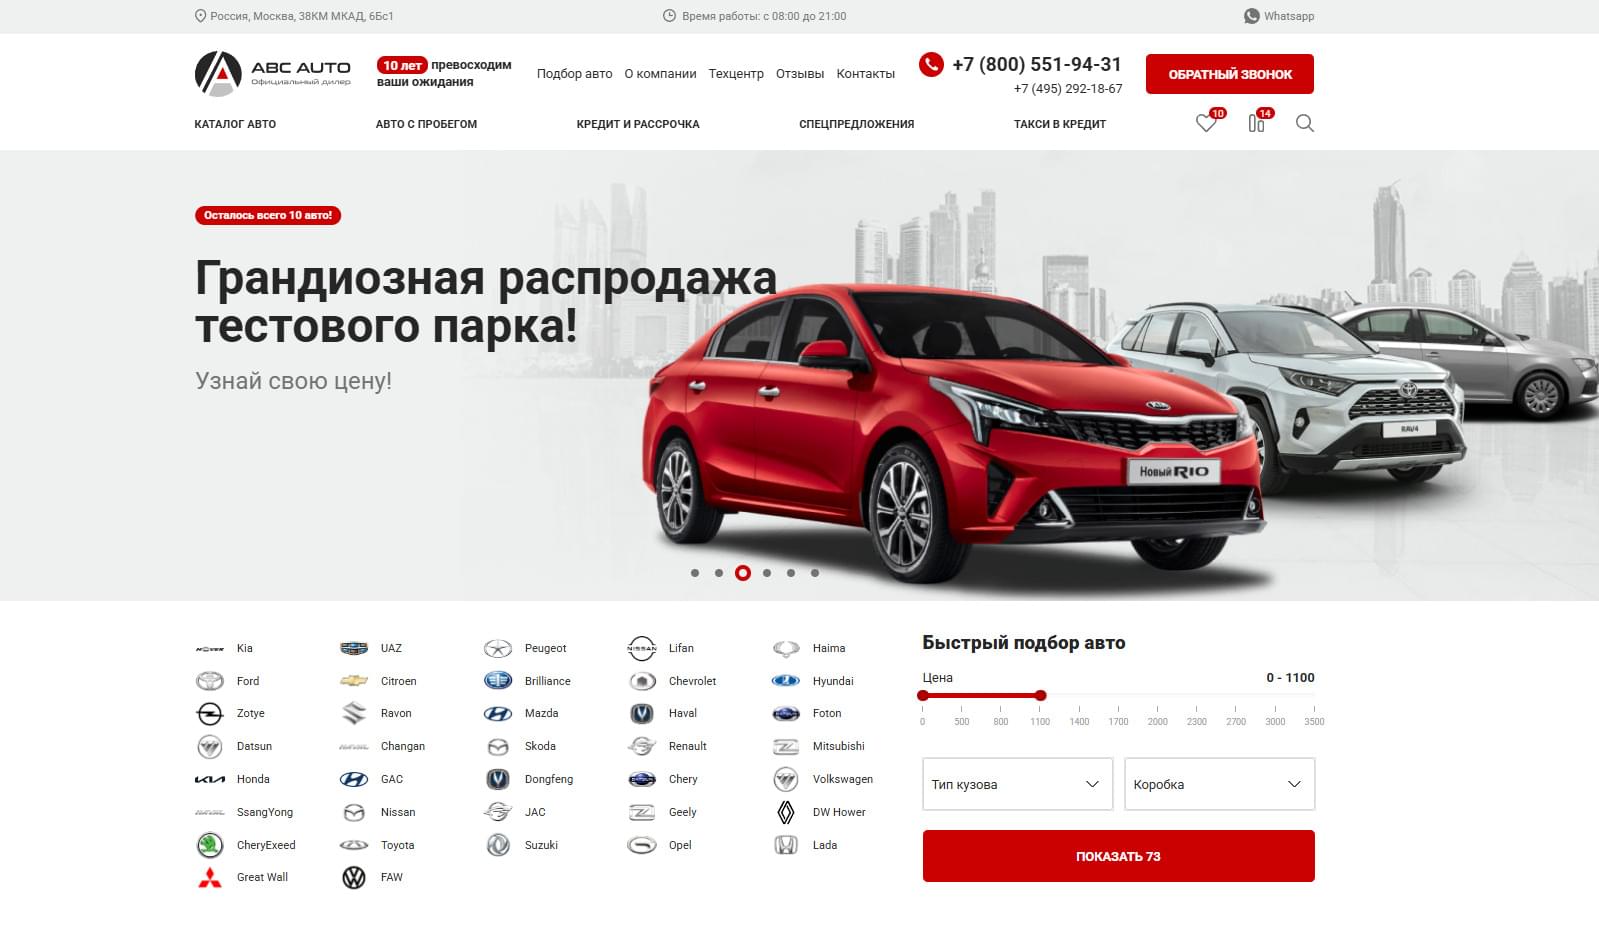 Россия, Москва, 38КМ МКАД, 6Бс1
Время работы: с 08:00 до 21:00
Whatsapp
ABC AUTO
Официальный дилер
10 лет превосходим
ваши ожидания
Подбор авто
О компании
Техцентр
Отзывы
Контакты
+7 (800) 551-94-31
+7 (495) 292-18-67
ОБРАТНЫЙ ЗВОНОК
КАТАЛОГ АВТО
АВТО С ПРОБЕГОМ
КРЕДИТ И РАССРОЧКА
СПЕЦПРЕДЛОЖЕНИЯ
ТАКСИ В КРЕДИТ
10
14
Осталось всего 10 авто!
Грандиозная распродажа
тестового парка!
Узнай свою цену!
Новый RIO
RAV4
Kia
UAZ
Peugeot
NISSAN
Lifan
Haima
Ford
Citroen
Brilliance
Chevrolet
Hyundai
Zotye
Ravon
Mazda
Haval
Foton
Datsun
Changan
Skoda
Renault
Mitsubishi
Honda
GAC
Dongfeng
Chery
Volkswagen
SsangYong
Nissan
JAC
Geely
DW Hower
CheryExeed
Toyota
Suzuki
Opel
Lada
Great Wall
FAW
Быстрый подбор авто
Цена
0 - 1100
0 500 800 1100 1400 1700 2000 2300 2700 3000 3500
Тип кузова
Коробка
ПОКАЗАТЬ 73